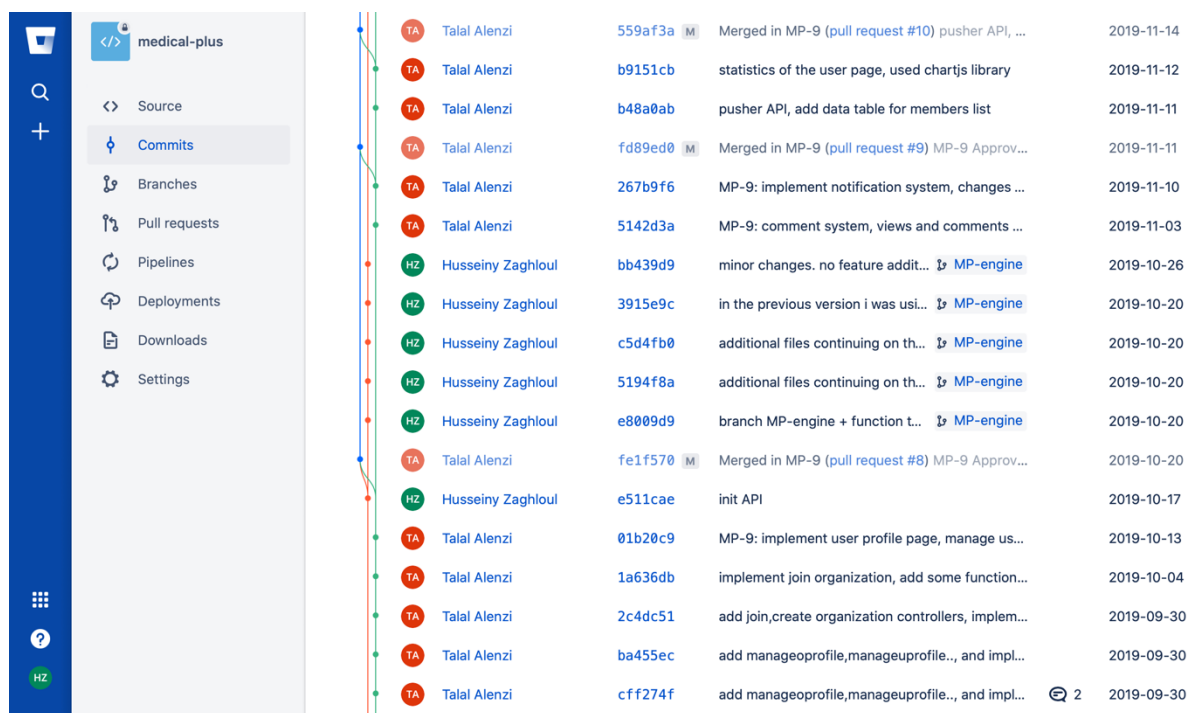 medical-plus
Source
Commits
Branches
Pull requests
Pipelines
Deployments
Downloads
Settings
HZ
TA Talal Alenzi 559af3a M Merged in MP-9 (pull request #10) pusher API, ... 2019-11-14
TA Talal Alenzi b9151cb statistics of the user page, used chartjs library 2019-11-12
TA Talal Alenzi b48a0ab pusher API, add data table for members list 2019-11-11
TA Talal Alenzi fd89ed0 M Merged in MP-9 (pull request #9) MP-9 Approv... 2019-11-11
TA Talal Alenzi 267b9f6 MP-9: implement notification system, changes ... 2019-11-10
TA Talal Alenzi 5142d3a MP-9: comment system, views and comments ... 2019-11-03
HZ Husseiny Zaghloul bb439d9 minor changes. no feature addit... MP-engine 2019-10-26
HZ Husseiny Zaghloul 3915e9c in the previous version i was usi... MP-engine 2019-10-20
HZ Husseiny Zaghloul c5d4fb0 additional files continuing on th... MP-engine 2019-10-20
HZ Husseiny Zaghloul 5194f8a additional files continuing on th... MP-engine 2019-10-20
HZ Husseiny Zaghloul e8009d9 branch MP-engine + function t... MP-engine 2019-10-20
TA Talal Alenzi fe1f570 M Merged in MP-9 (pull request #8) MP-9 Approv... 2019-10-20
HZ Husseiny Zaghloul e511cae init API 2019-10-17
TA Talal Alenzi 01b20c9 MP-9: implement user profile page, manage us... 2019-10-13
TA Talal Alenzi 1a636db implement join organization, add some function... 2019-10-04
TA Talal Alenzi 2c4dc51 add join,create organization controllers, implem... 2019-09-30
TA Talal Alenzi ba455ec add manageoprofile,manageuprofile.., and impl... 2019-09-30
TA Talal Alenzi cff274f add manageoprofile,manageuprofile.., and impl... 2 2019-09-30